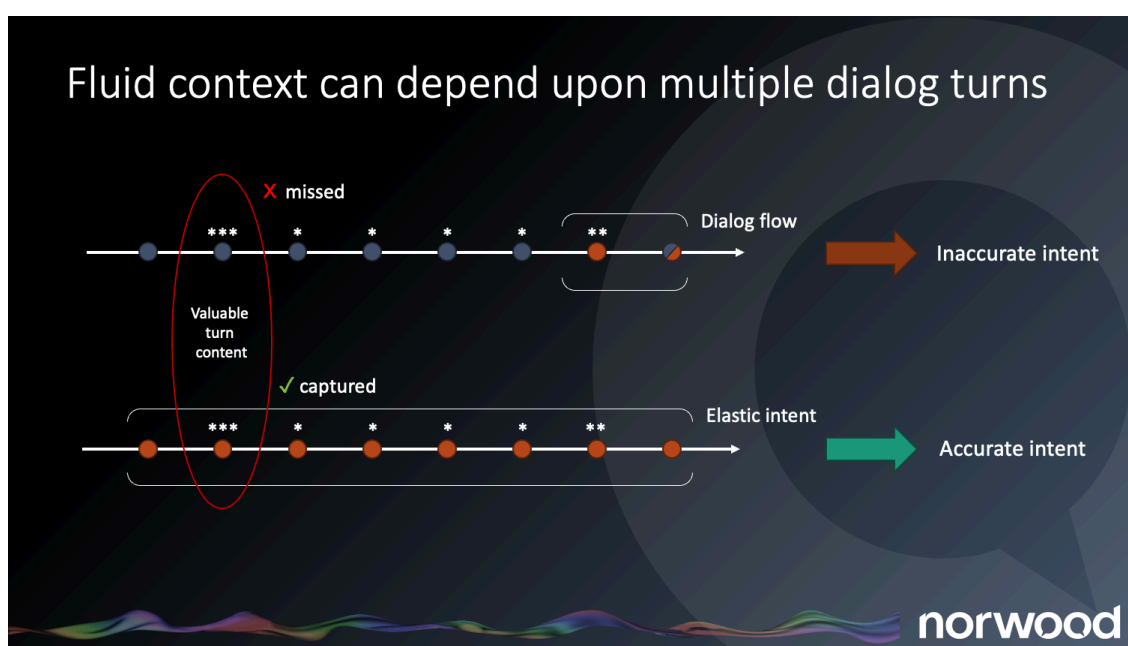 Fluid context can depend upon multiple dialog turns
X missed
*** * * * * **
Dialog flow
Inaccurate intent
Valuable
turn
content
✓ captured
Elastic intent
*** * * * * **
Accurate intent
norwood